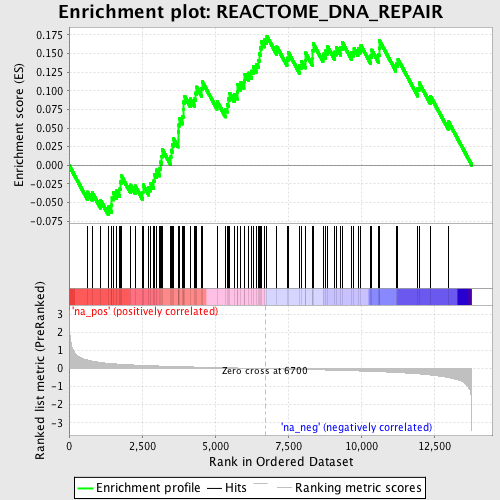 Enrichment plot: REACTOME_DNA_REPAIR
Enrichment score (ES)
0.175
0.150
0.125
0.100
0.075
0.050
0.025
0.000
-0.025
-0.050
-0.075
'na_pos' (positively correlated)
Ranked list metric (PreRanked)
3
2
1
0
-1
-2
-3
Zero cross at 6700
'na_neg' (negatively correlated)
0
2,500
5,000
7,500
10,000
12,500
Rank in Ordered Dataset
Enrichment profile
Hits
Ranking metric scores